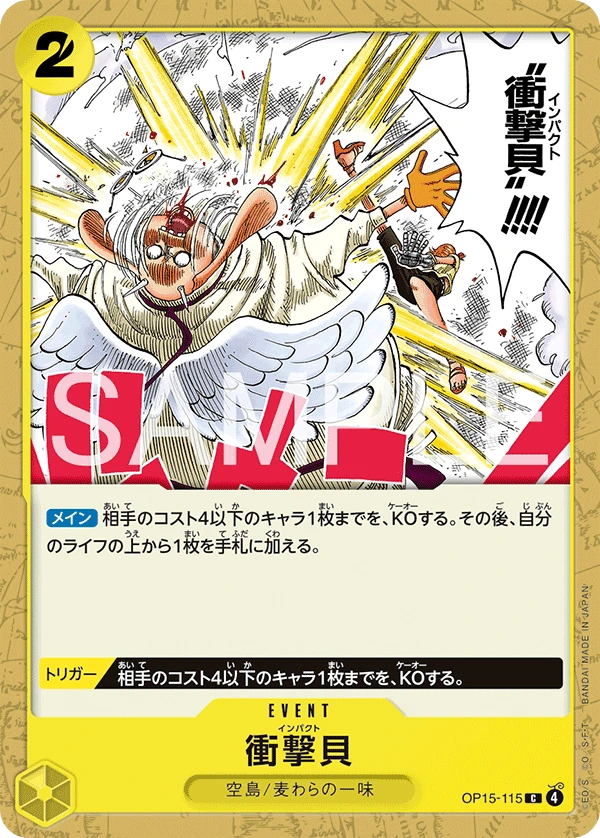 2
"衝撃貝"!!!!
インパクト
SAMPLE
メイン 相手のコスト4以下のキャラ1枚までを、KOする。その後、自分
のライフの上から1枚を手札に加える。
トリガー 相手のコスト4以下のキャラ1枚までを、KOする。
EVENT
インパクト
衝撃貝
空島/麦わらの一味
OP15-115 C 4
©E.O./S.,©O./S.・F.・T. BANDAI MADE IN JAPAN